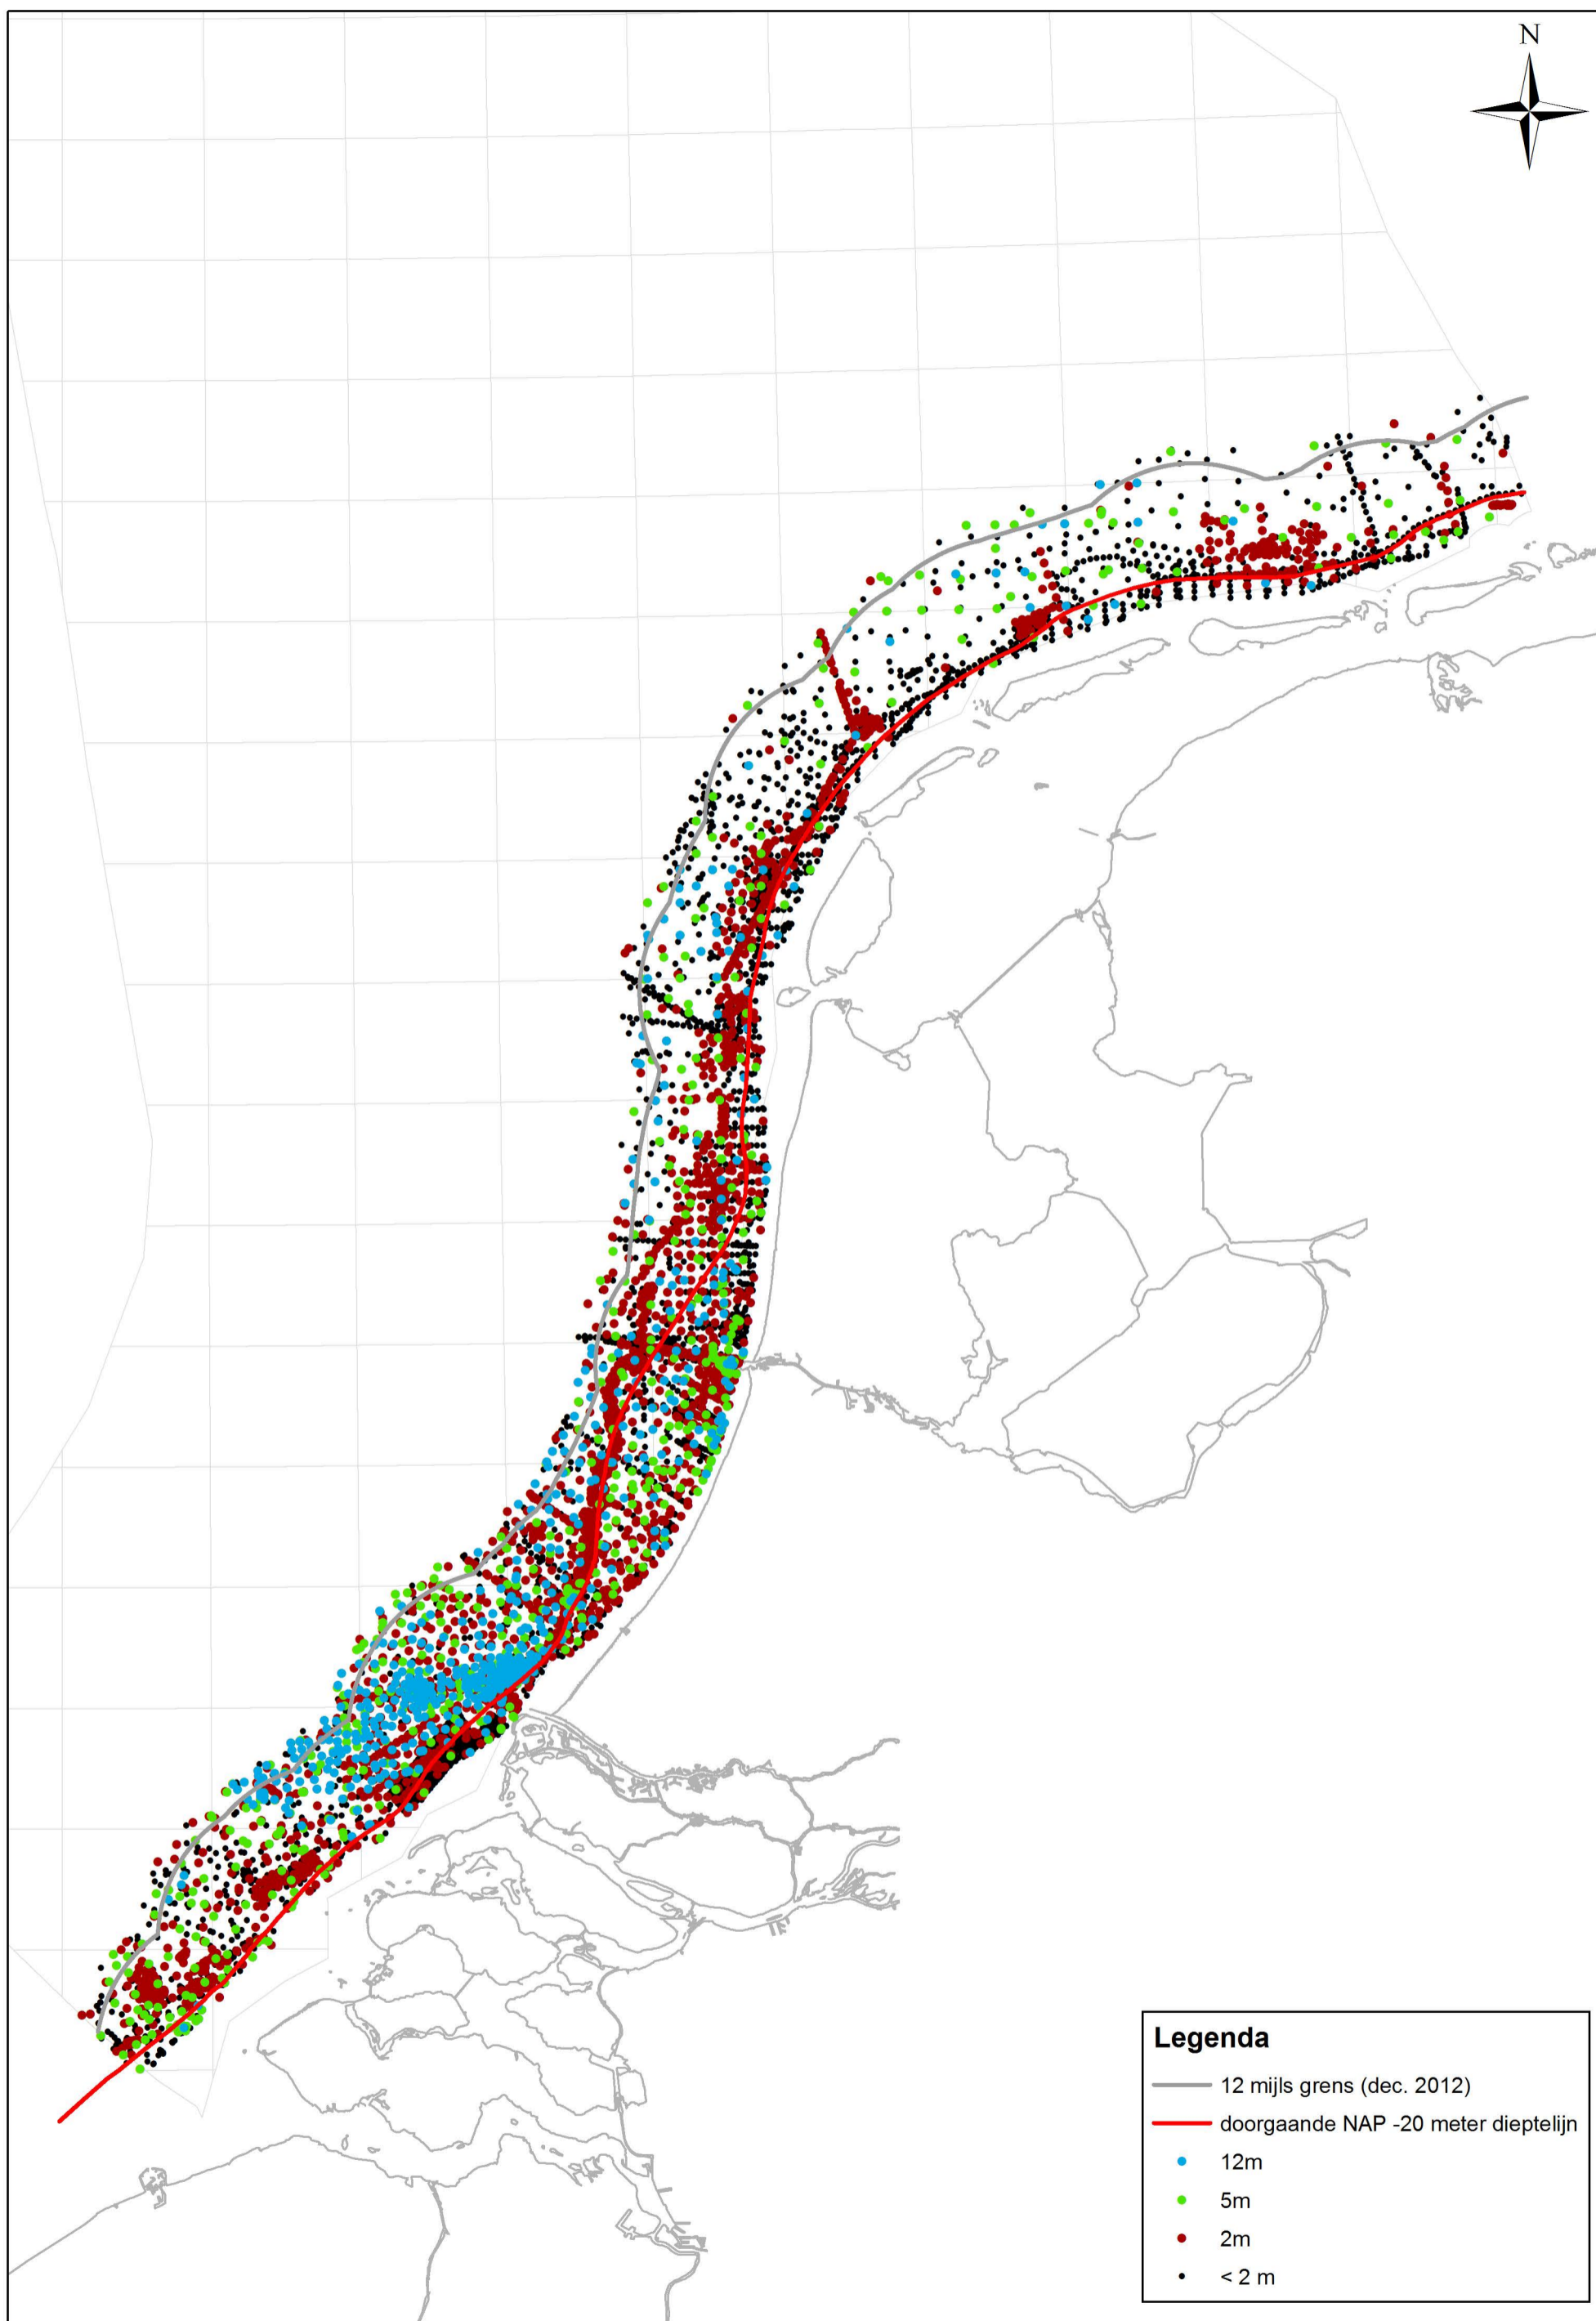 N
Legenda
12 mijls grens (dec. 2012)
doorgaande NAP -20 meter dieptelijn
12m
5m
2m
< 2 m